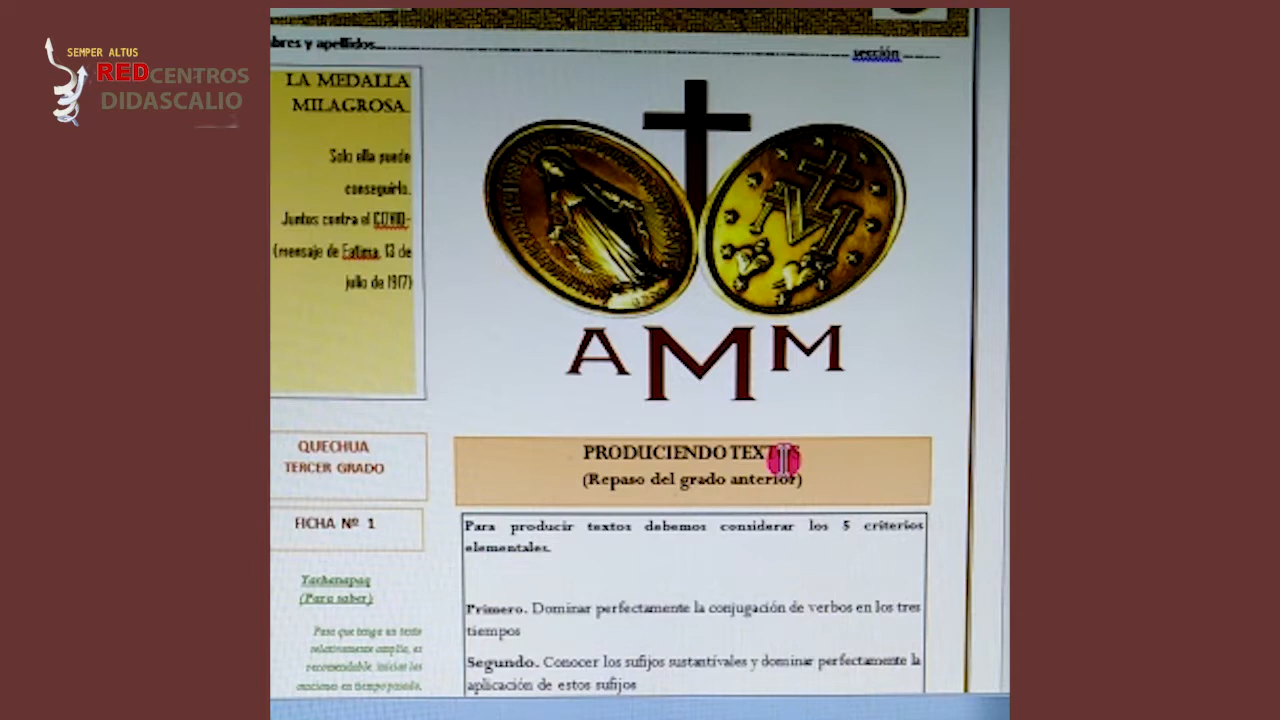 SEMPER ALTUS
REDCENTROS
DIDASCALIO
bres y apellidos
sección
LA MEDALLA
MILAGROSA.
Solo ella puede
conseguirlo.
Juntos contra el COVID-
(mensaje de Fatima, 13 de
julio de 1917)
A M M
QUECHUA
TERCER GRADO
FICHA Nº 1
Yachanapaq
(Para saber)
Para que tenga un texto
relativamente amplio, es
recomendable, iniciar las
oraciones en tiempo pasado,
PRODUCIENDO TEXTOS
(Repaso del grado anterior)
Para producir textos debemos considerar los 5 criterios
elementales.
Primero. Dominar perfectamente la conjugación de verbos en los tres
tiempos
Segundo. Conocer los sufijos sustantívales y dominar perfectamente la
aplicación de estos sufijos